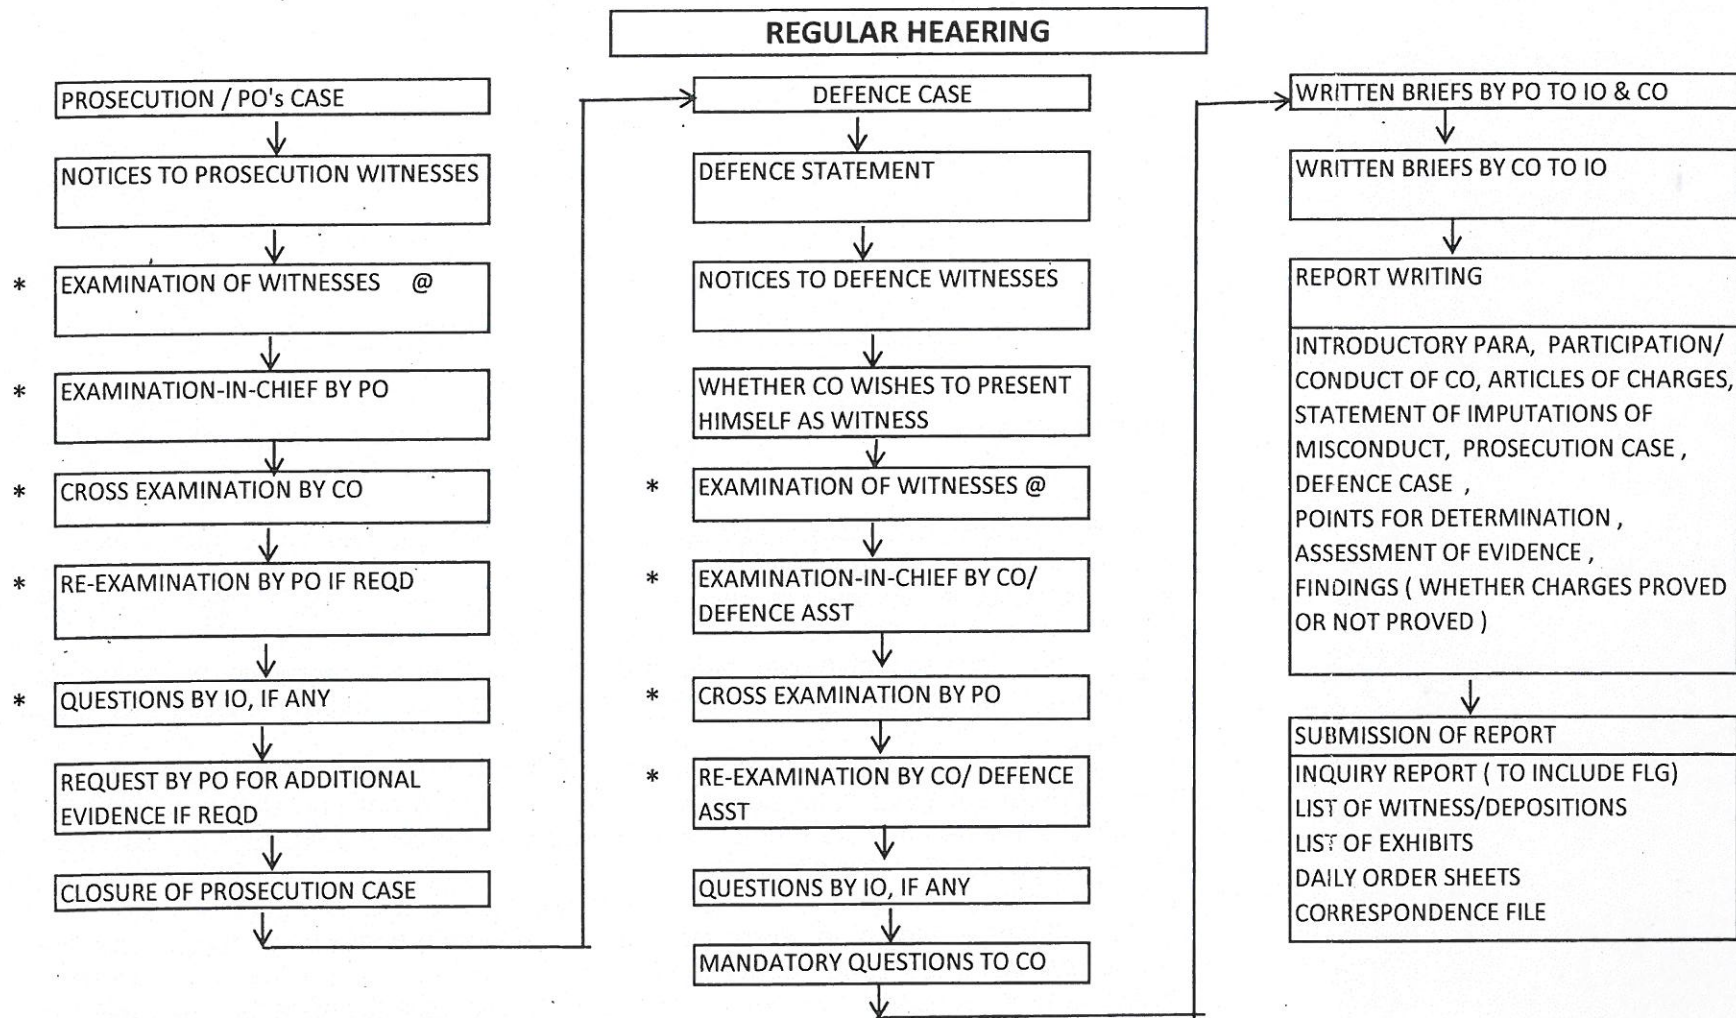 REGULAR HEAERING
PROSECUTION / PO's CASE
NOTICES TO PROSECUTION WITNESSES
* EXAMINATION OF WITNESSES @
* EXAMINATION-IN-CHIEF BY PO
* CROSS EXAMINATION BY CO
* RE-EXAMINATION BY PO IF REQD
* QUESTIONS BY IO, IF ANY
REQUEST BY PO FOR ADDITIONAL
EVIDENCE IF REQD
CLOSURE OF PROSECUTION CASE
DEFENCE CASE
DEFENCE STATEMENT
NOTICES TO DEFENCE WITNESSES
WHETHER CO WISHES TO PRESENT
HIMSELF AS WITNESS
* EXAMINATION OF WITNESSES @
* EXAMINATION-IN-CHIEF BY CO/
DEFENCE ASST
* CROSS EXAMINATION BY PO
* RE-EXAMINATION BY CO/ DEFENCE
ASST
QUESTIONS BY IO, IF ANY
MANDATORY QUESTIONS TO CO
WRITTEN BRIEFS BY PO TO IO & CO
WRITTEN BRIEFS BY CO TO IO
REPORT WRITING
INTRODUCTORY PARA, PARTICIPATION/
CONDUCT OF CO, ARTICLES OF CHARGES,
STATEMENT OF IMPUTATIONS OF
MISCONDUCT, PROSECUTION CASE ,
DEFENCE CASE ,
POINTS FOR DETERMINATION ,
ASSESSMENT OF EVIDENCE ,
FINDINGS ( WHETHER CHARGES PROVED
OR NOT PROVED )
SUBMISSION OF REPORT
INQUIRY REPORT ( TO INCLUDE FLG)
LIST OF WITNESS/DEPOSITIONS
LIST OF EXHIBITS
DAILY ORDER SHEETS
CORRESPONDENCE FILE